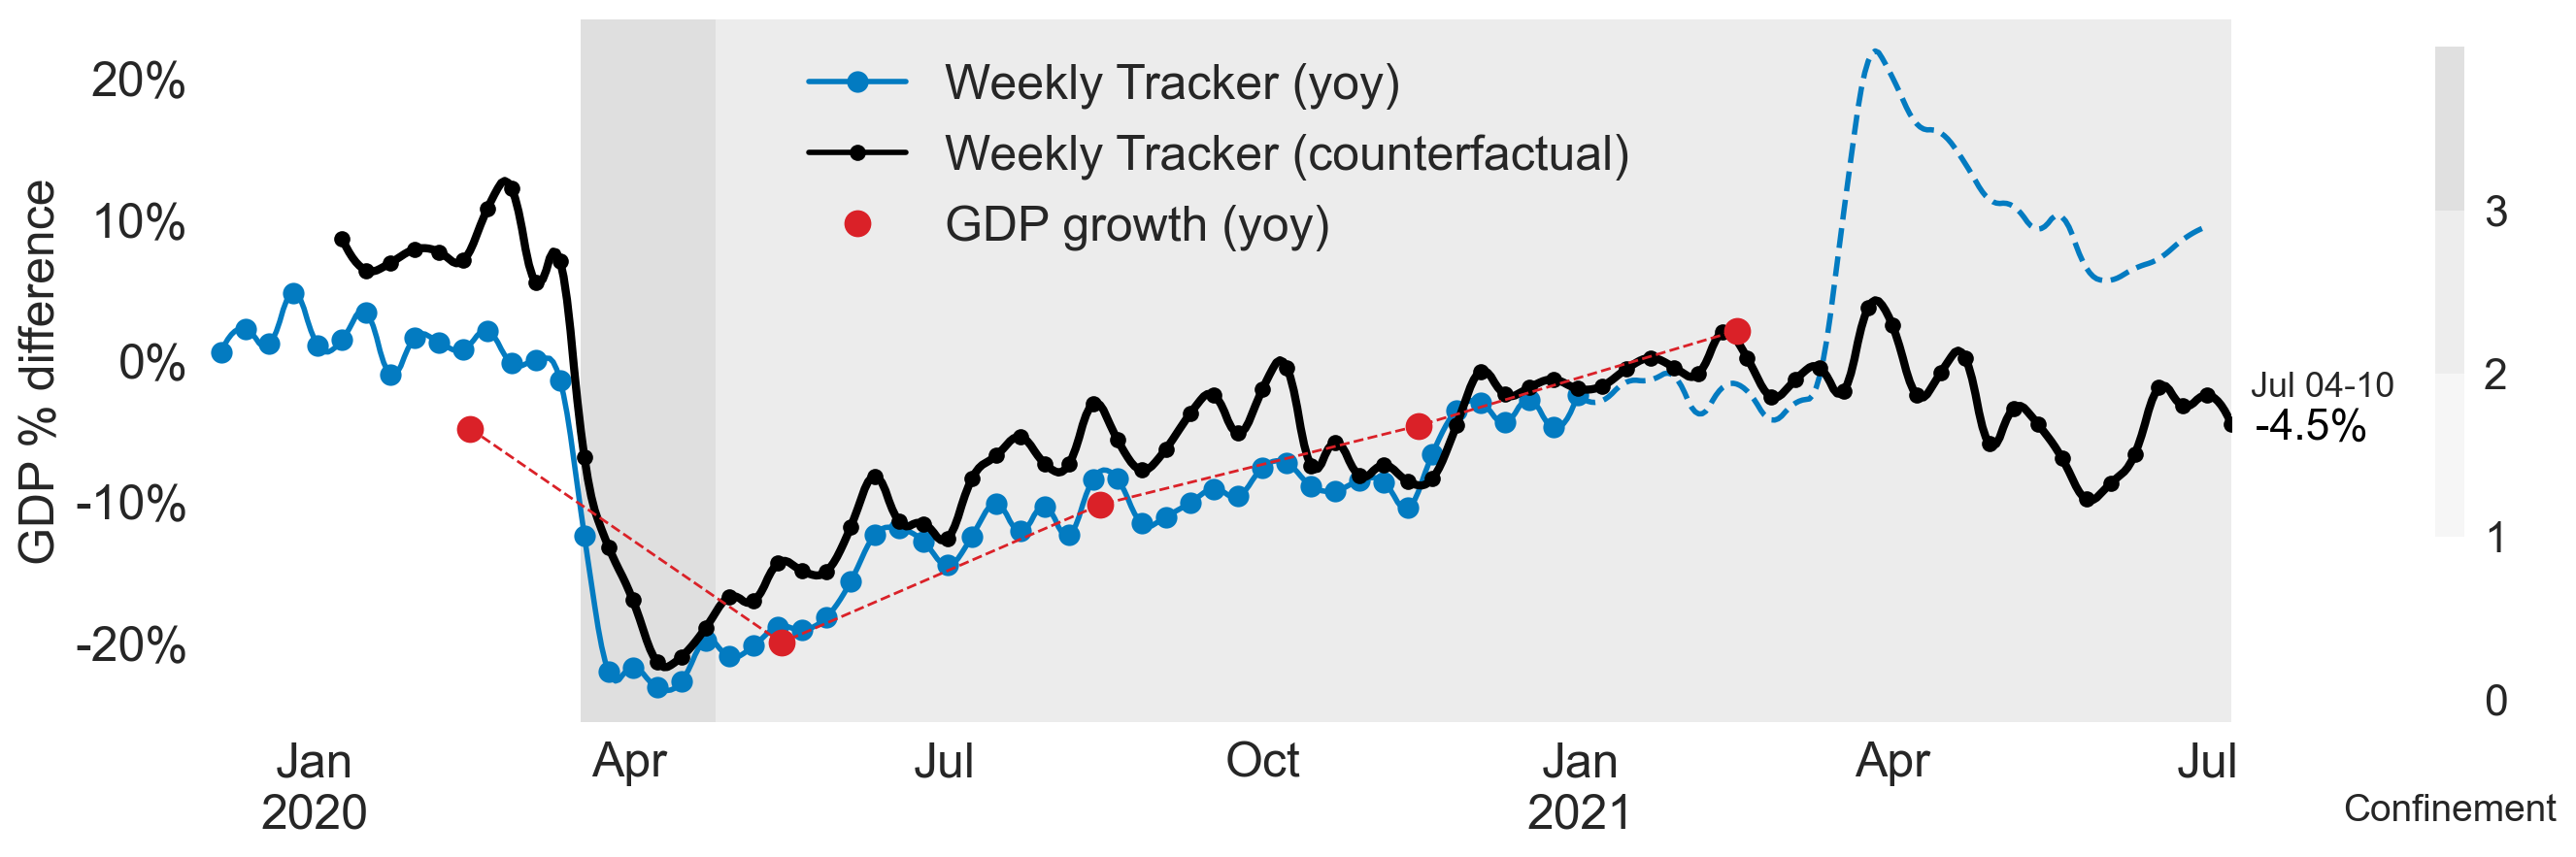 GDP % difference
20%
10%
0%
-10%
-20%
Weekly Tracker (yoy)
Weekly Tracker (counterfactual)
GDP growth (yoy)
Jul 04-10
-4.5%
3
2
1
0
Confinement
Jan
2020
Apr
Jul
Oct
Jan
2021
Apr
Jul